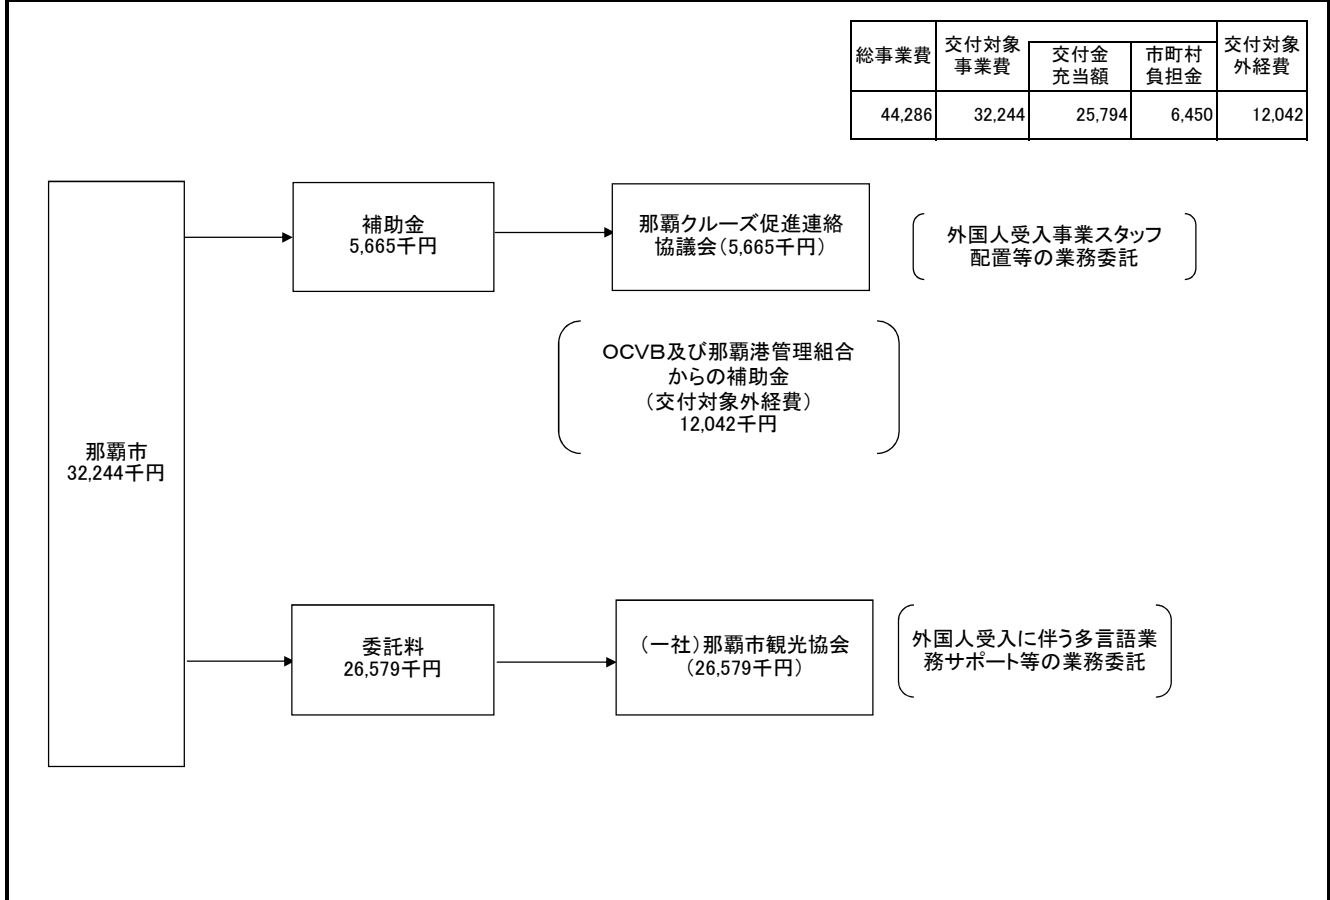 総事業費
交付対象
事業費
交付金
充当額
市町村
負担金
交付対象
外経費
44,286
32,244
25,794
6,450
12,042
補助金
5,665千円
那覇クルーズ促進連絡
協議会（5,665千円）
外国人受入事業スタッフ
配置等の業務委託
OCVB及び那覇港管理組合
からの補助金
（交付対象外経費）
12,042千円
那覇市
32,244千円
委託料
26,579千円
（一社）那覇市観光協会
（26,579千円）
外国人受入に伴う多言語業
務サポート等の業務委託